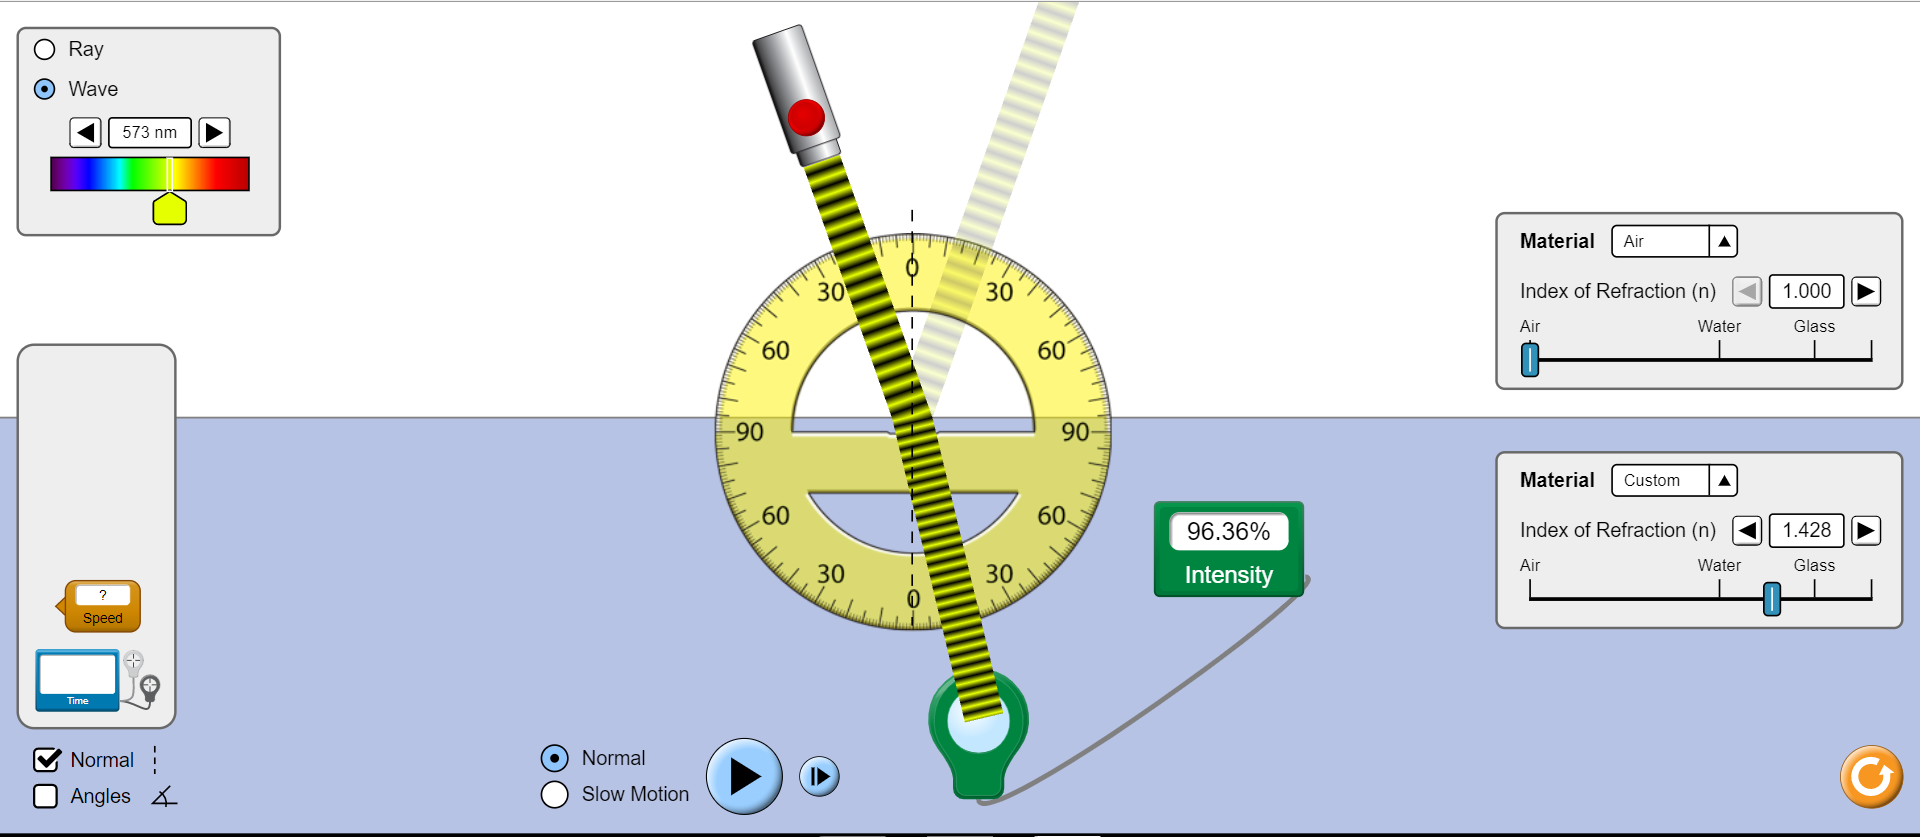 Ray
Wave
573 nm
Material Air
Index of Refraction (n) 1.000
Air Water Glass
0
30 30
60 60
90 90
60 60
30 30
0
96.36%
Intensity
Material Custom
Index of Refraction (n) 1.428
Air Water Glass
?
Speed
Time
Normal
Angles
Normal
Slow Motion